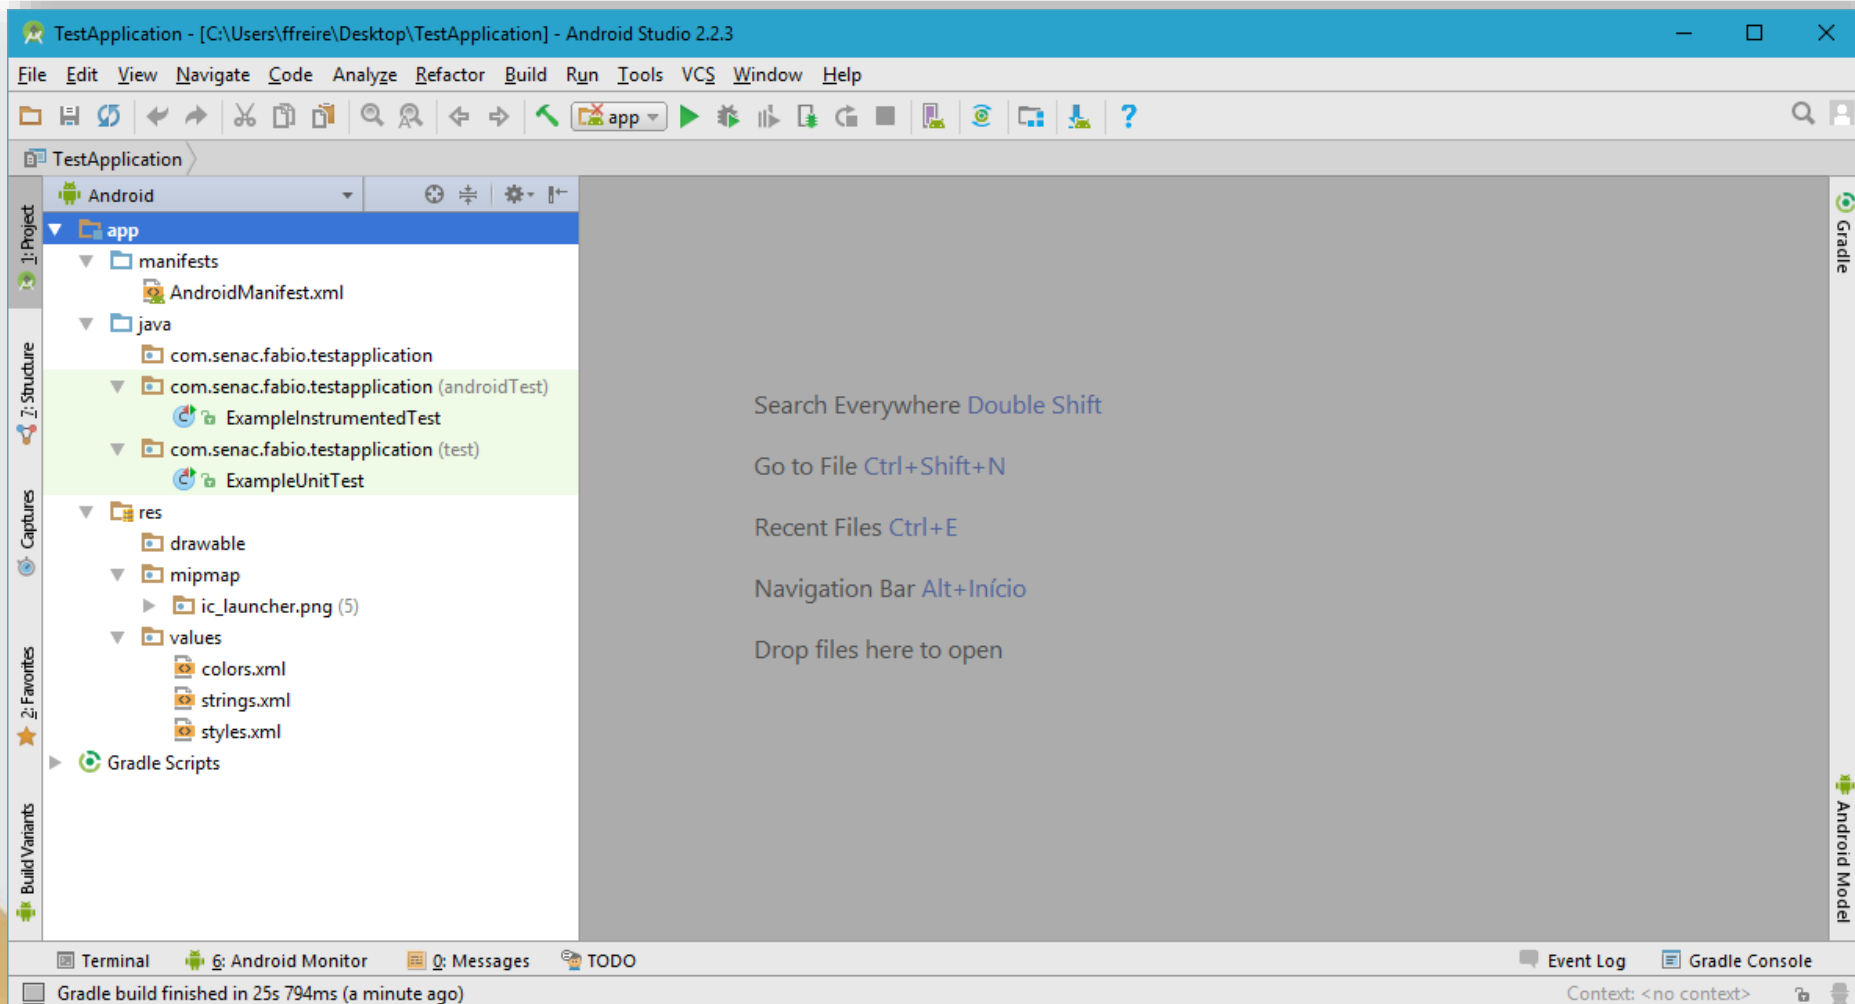 TestApplication - [C:\Users\ffreire\Desktop\TestApplication] - Android Studio 2.2.3
File Edit View Navigate Code Analyze Refactor Build Run Tools VCS Window Help
app
TestApplication
Android
1: Project
7: Structure
Captures
2: Favorites
Build Variants
app
manifests
AndroidManifest.xml
java
com.senac.fabio.testapplication
com.senac.fabio.testapplication (androidTest)
ExampleInstrumentedTest
com.senac.fabio.testapplication (test)
ExampleUnitTest
res
drawable
mipmap
ic_launcher.png (5)
values
colors.xml
strings.xml
styles.xml
Gradle Scripts
Search Everywhere Double Shift
Go to File Ctrl+Shift+N
Recent Files Ctrl+E
Navigation Bar Alt+Início
Drop files here to open
Gradle
Android Model
Terminal 6: Android Monitor 0: Messages TODO Event Log Gradle Console
Gradle build finished in 25s 794ms (a minute ago) Context: <no context>